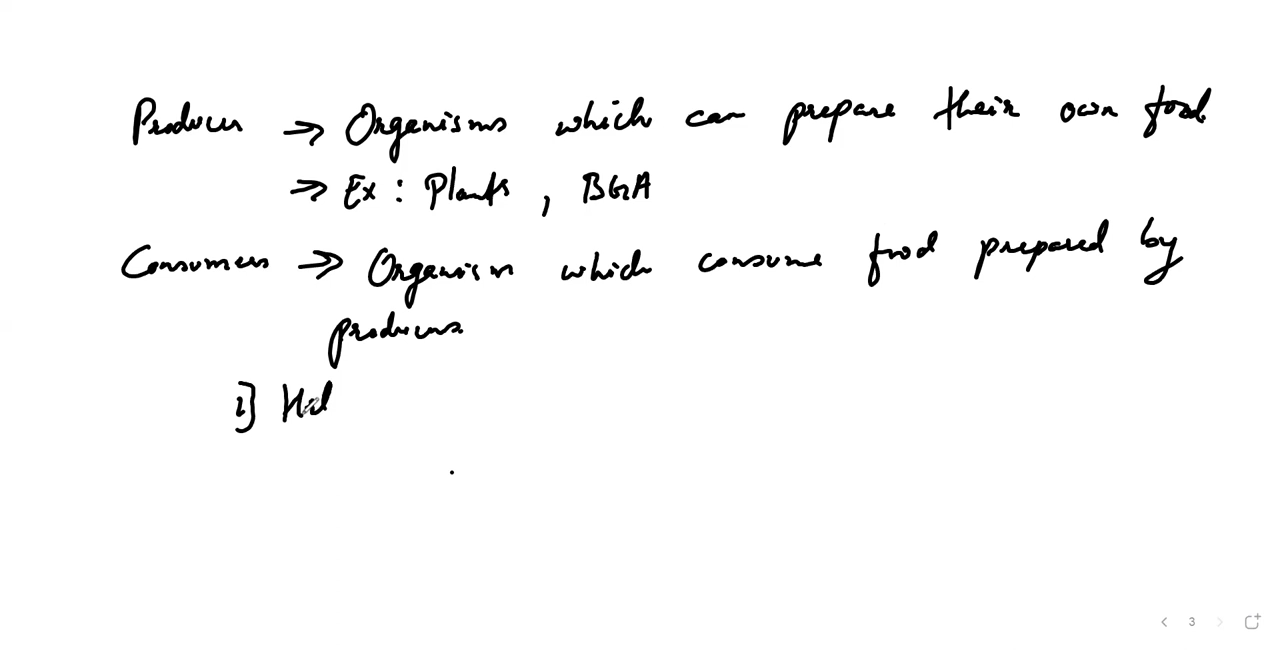 Producer → Organisms which can prepare their own food.
→ Ex : Plants , BGA
Consumers → Organism which consume food prepared by
producers.
1]
3